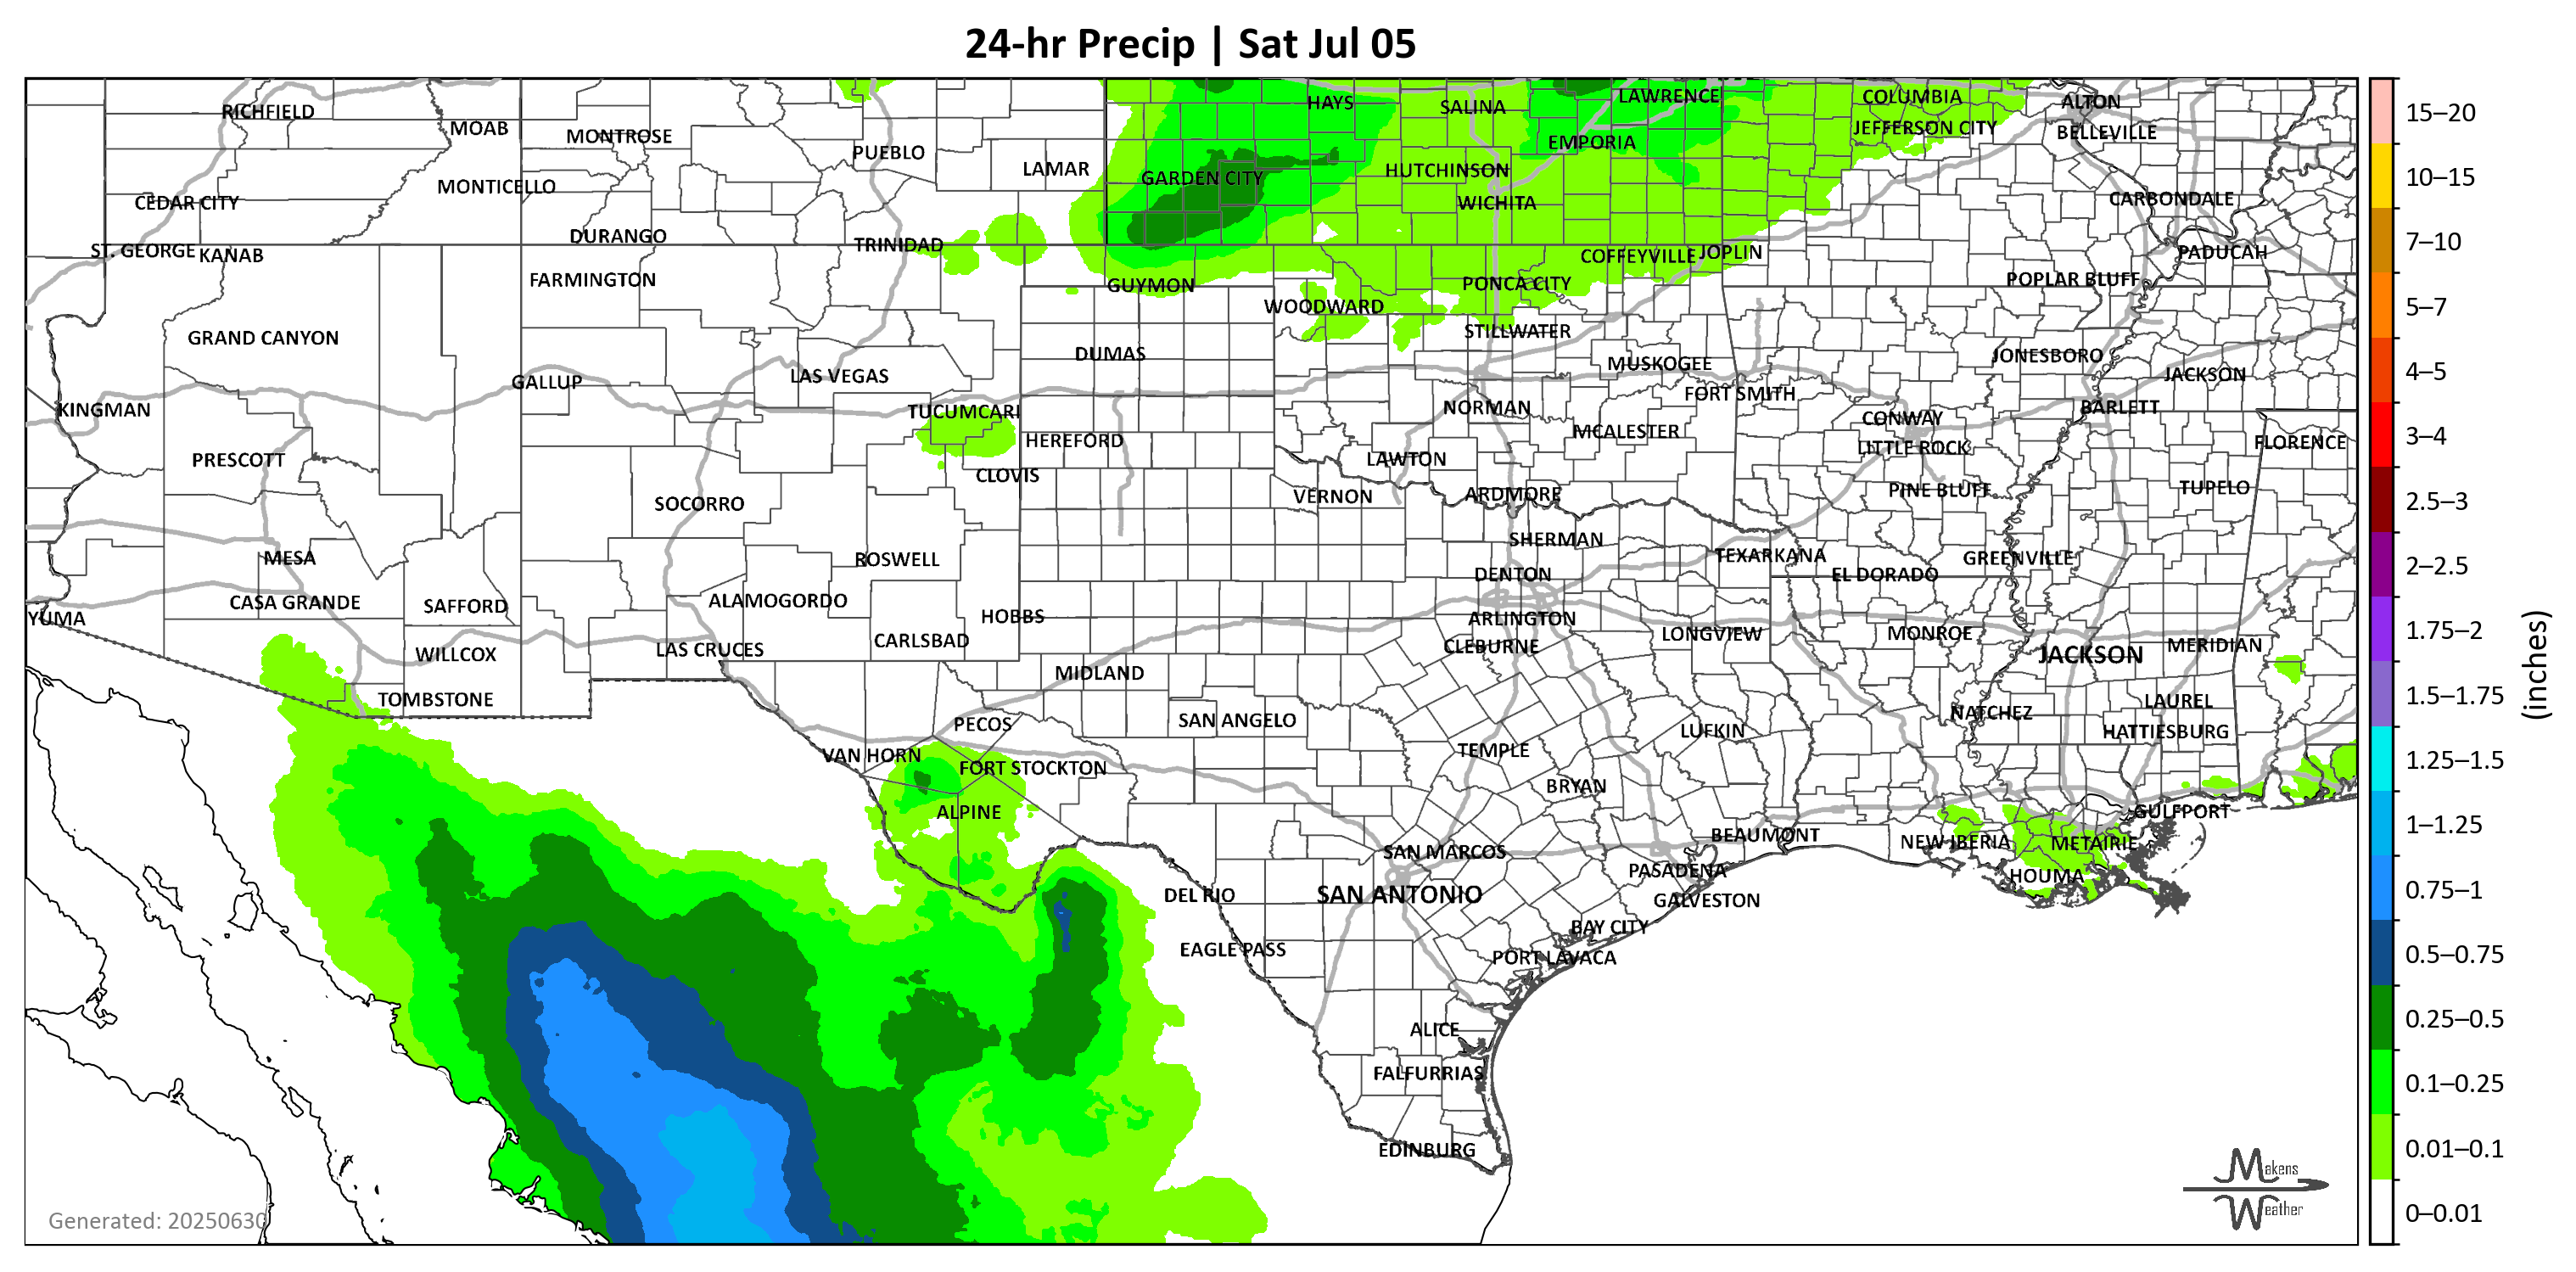 24-hr Precip | Sat Jul 05
RICHFIELD
MOAB
MONTROSE
PUEBLO
LAMAR
HAYS
SALINA
LAWRENCE
COLUMBIA
ALTON
JEFFERSON CITY
BELLEVILLE
EMPORIA
MONTICELLO
GARDEN CITY
HUTCHINSON
CEDAR CITY
WICHITA
CARBONDALE
ST. GEORGE
KANAB
DURANGO
TRINIDAD
COFFEYVILLE
JOPLIN
PADUCAH
FARMINGTON
GUYMON
PONCA CITY
POPLAR BLUFF
WOODWARD
GRAND CANYON
STILLWATER
DUMAS
JONESBORO
GALLUP
LAS VEGAS
MUSKOGEE
JACKSON
KINGMAN
TUCUMCARI
NORMAN
FORT SMITH
CONWAY
BARLETT
HEREFORD
MCALESTER
LITTLE ROCK
FLORENCE
PRESCOTT
CLOVIS
LAWTON
SOCORRO
VERNON
ARDMORE
PINE BLUFF
TUPELO
MESA
ROSWELL
SHERMAN
TEXARKANA
GREENVILLE
DENTON
EL DORADO
YUMA
CASA GRANDE
SAFFORD
ALAMOGORDO
HOBBS
ARLINGTON
WILLCOX
LAS CRUCES
CARLSBAD
CLEBURNE
LONGVIEW
MONROE
JACKSON
MERIDIAN
MIDLAND
TOMBSTONE
PECOS
SAN ANGELO
NATCHEZ
LAUREL
VAN HORN
FORT STOCKTON
TEMPLE
LUFKIN
HATTIESBURG
ALPINE
BRYAN
GULFPORT
SAN MARCOS
BEAUMONT
NEW IBERIA
METAIRIE
DEL RIO
SAN ANTONIO
PASADENA
HOUMA
GALVESTON
EAGLE PASS
BAY CITY
PORT LAVACA
ALICE
FALFURRIAS
EDINBURG
Generated: 20250630
Makens
Weather
15–20
10–15
7–10
5–7
4–5
3–4
2.5–3
2–2.5
1.75–2
1.5–1.75
1.25–1.5
1–1.25
0.75–1
0.5–0.75
0.25–0.5
0.1–0.25
0.01–0.1
0–0.01
(inches)